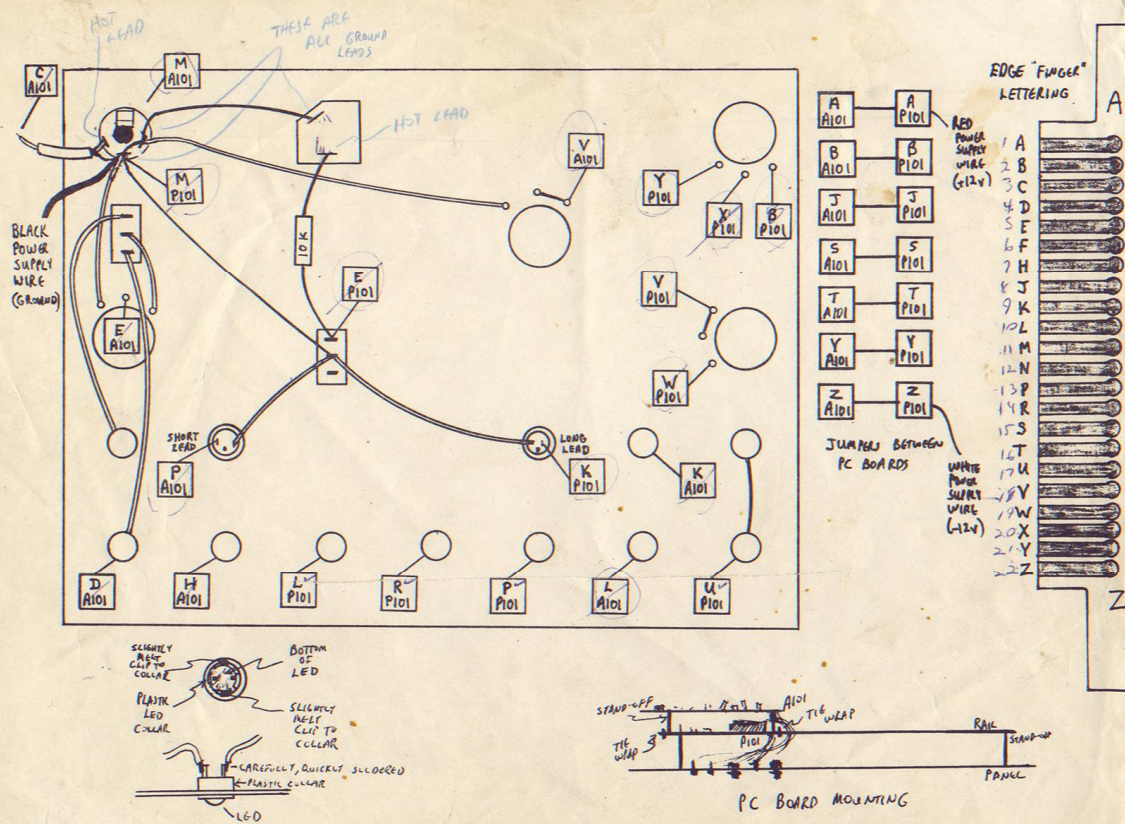 HOT
LEAD
THESE ARE
ALL GROUND
LEADS
HOT LEAD
C
A101
M
A101
M
P101
V
A101
Y
P101
X
P101
B
P101
BLACK
POWER
SUPPLY
WIRE
(GROUND)
10K
E
P101
E
A101
V
P101
W
P101
SHORT
LEAD
P
A101
LONG
LEAD
K
P101
K
A101
D
A101
H
A101
L
P101
R
P101
P
P101
L
A101
U
P101
A
A101
A
P101
B
A101
B
P101
J
A101
J
P101
S
A101
S
P101
T
A101
T
P101
Y
A101
Y
P101
Z
A101
Z
P101
RED
POWER
SUPPLY
WIRE
(+12V)
JUMPERS BETWEEN
PC BOARDS
WHITE
POWER
SUPPLY
WIRE
(-12V)
EDGE "FINGER"
LETTERING
A
1 A
2 B
3 C
4 D
5 E
6 F
7 H
8 J
9 K
10 L
11 M
12 N
13 P
14 R
15 S
16 T
17 U
18 V
19 W
20 X
21 Y
22 Z
Z
SLIGHTLY
MELT
CLIP TO
COLLAR
BOTTOM
OF
LED
PLASTIC
LED
COLLAR
SLIGHTLY
MELT
CLIP TO
COLLAR
CAREFULLY, QUICKLY SOLDERED
PLASTIC COLLAR
LED
STAND-OFF
A101
TIE
WRAP
TIE
WRAP
P101
RAIL
STAND-OFF
PANEL
PC BOARD MOUNTING